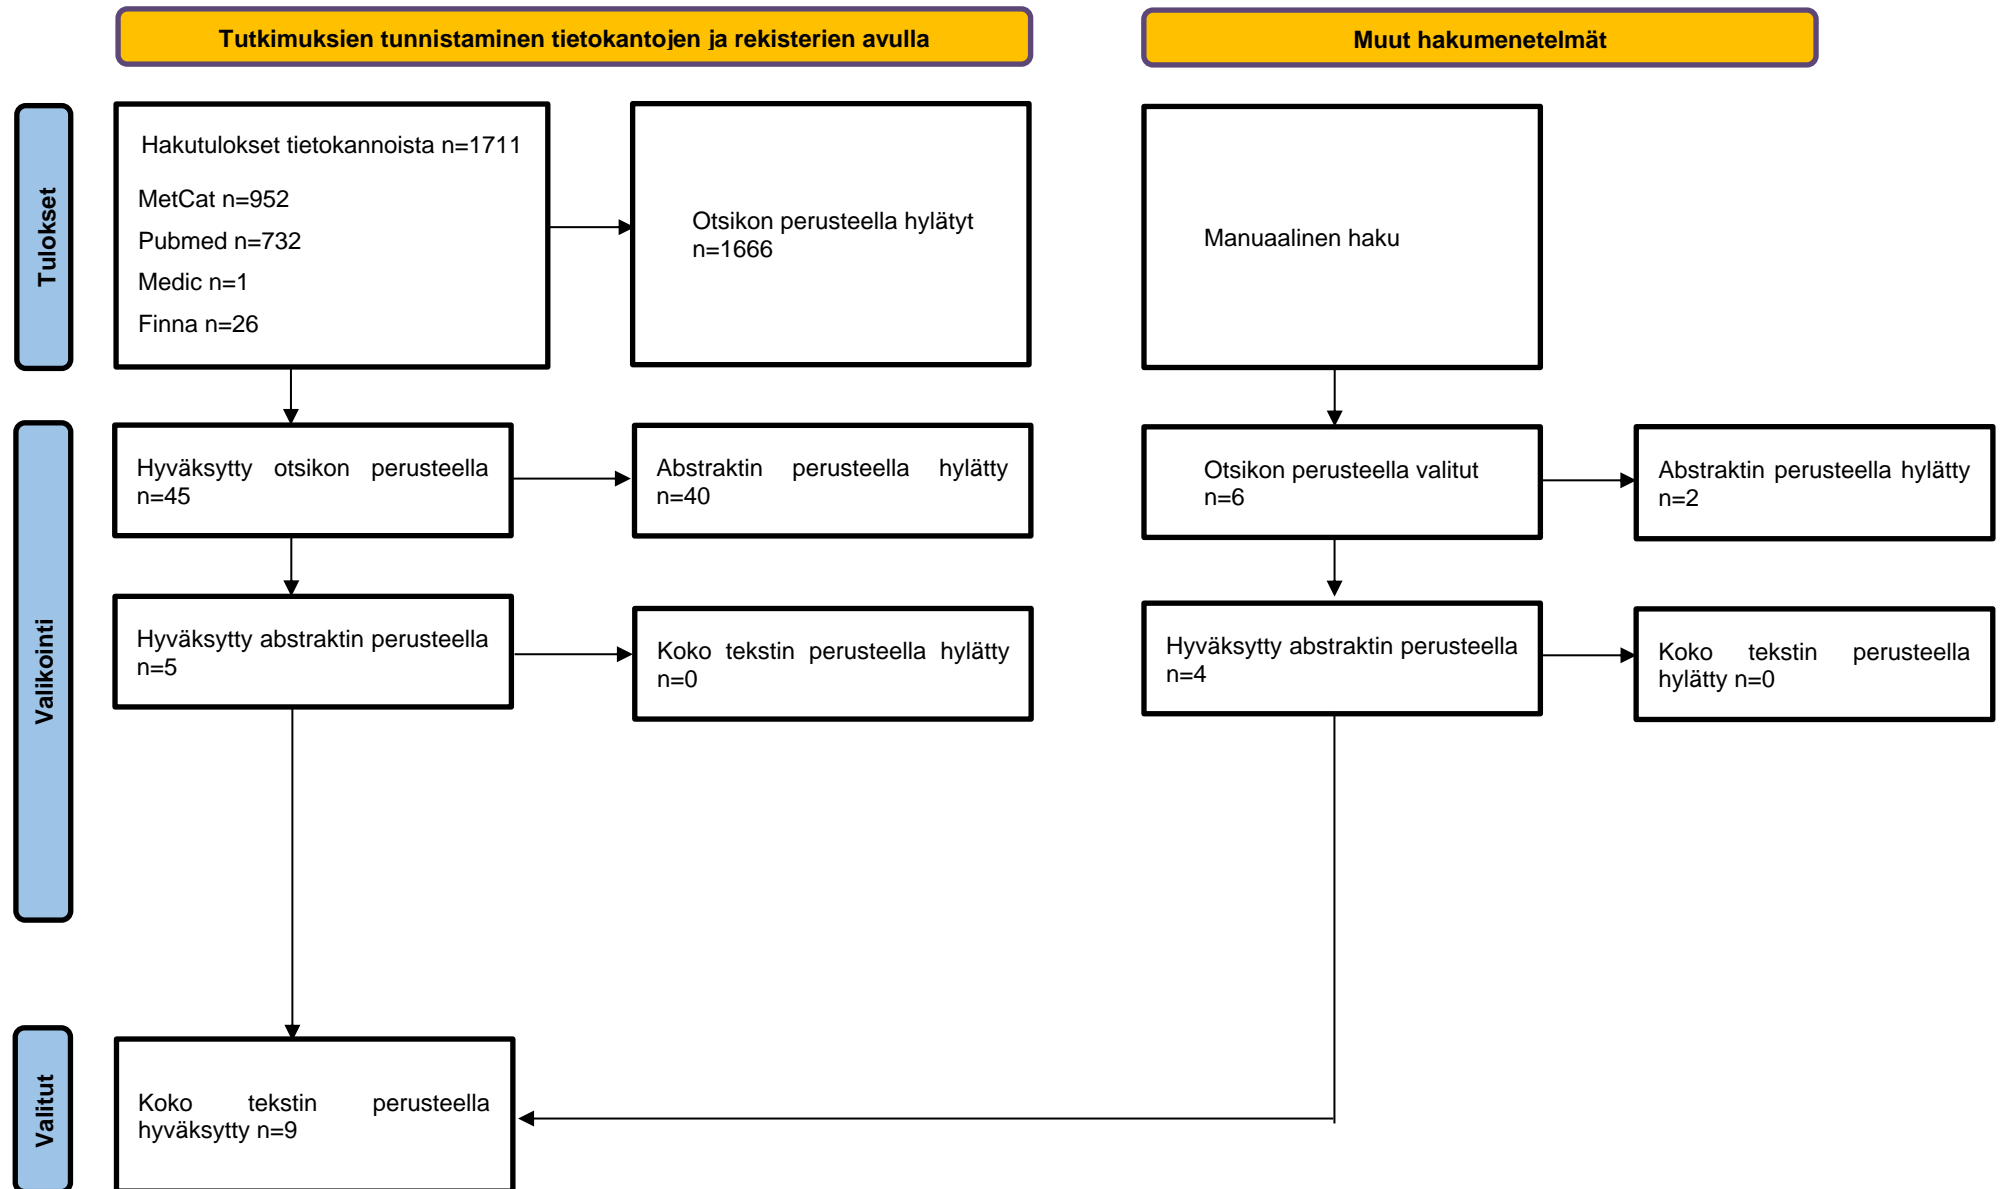 Tutkimuksien tunnistaminen tietokantojen ja rekisterien avulla
Muut hakumenetelmät
Tulokset
Hakutulokset tietokannoista n=1711
MetCat n=952
Pubmed n=732
Medic n=1
Finna n=26
Otsikon perusteella hylätyt
n=1666
Manuaalinen haku
Valikointi
Hyväksytty otsikon perusteella
n=45
Abstraktin perusteella hylätty
n=40
Otsikon perusteella valitut
n=6
Abstraktin perusteella hylätty
n=2
Hyväksytty abstraktin perusteella
n=5
Koko tekstin perusteella hylätty
n=0
Hyväksytty abstraktin perusteella
n=4
Koko tekstin perusteella
hylätty n=0
Valitut
Koko tekstin perusteella
hyväksytty n=9